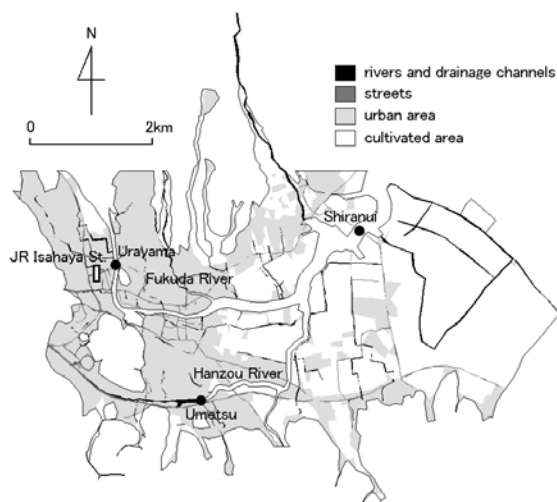 N
0
2km
rivers and drainage channels
streets
urban area
cultivated area
Shiranui
JR Isahaya St.
Urayama
Fukuda River
Hanzou River
Umetsu